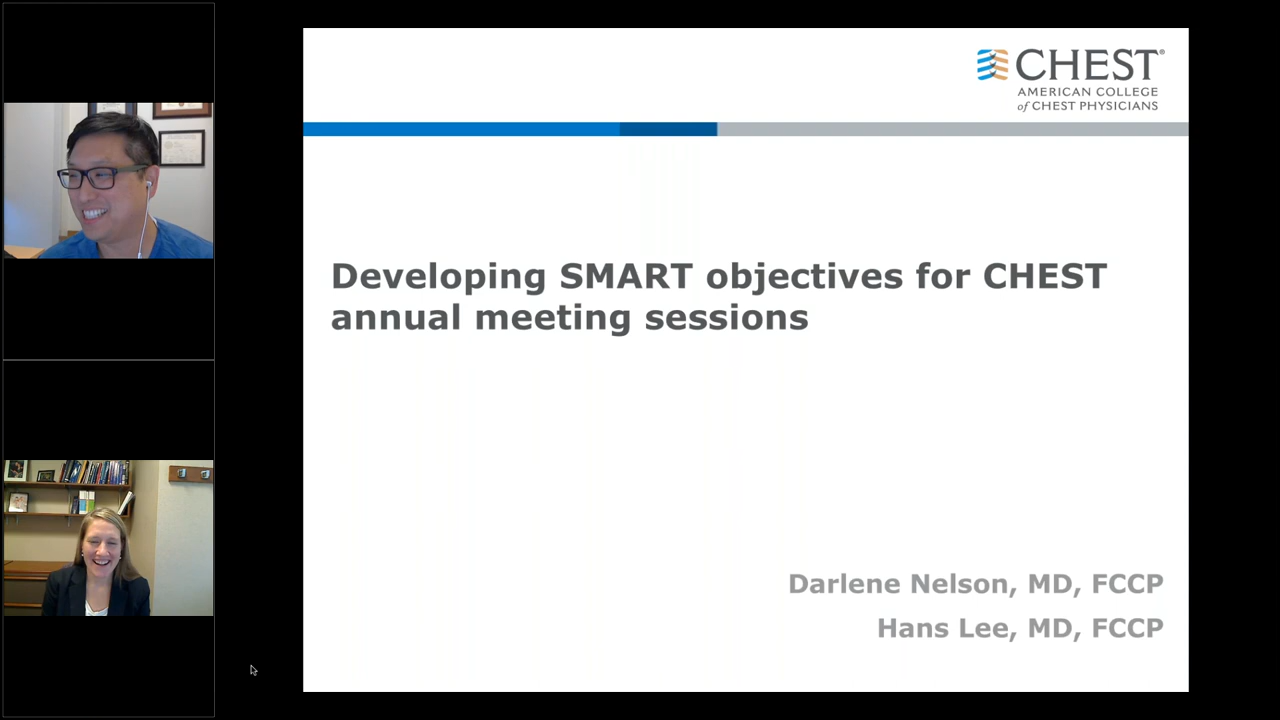 CHEST®
AMERICAN COLLEGE
of CHEST PHYSICIANS
Developing SMART objectives for CHEST
annual meeting sessions
Darlene Nelson, MD, FCCP
Hans Lee, MD, FCCP